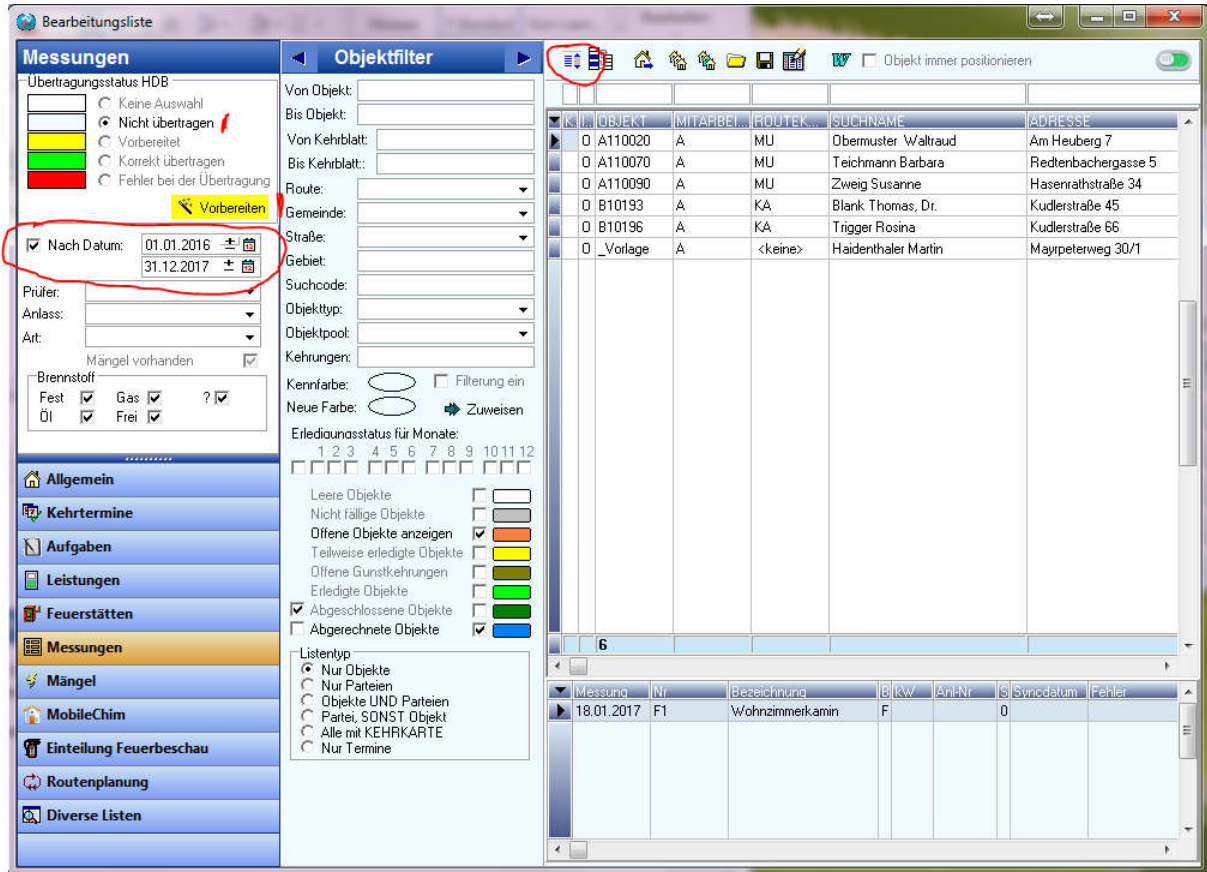 Bearbeitungsliste
Messungen
Übertragungsstatus HDB
Keine Auswahl
Nicht übertragen
Vorbereitet
Korrekt übertragen
Fehler bei der Übertragung
Vorbereiten
Nach Datum: 01.01.2016
31.12.2017
Prüfer:
Anlass:
Art:
Mängel vorhanden
Brennstoff
Fest Gas ?
Öl Frei
Allgemein
Kehrtermine
Aufgaben
Leistungen
Feuerstätten
Messungen
Mängel
MobileChim
Einteilung Feuerbeschau
Routenplanung
Diverse Listen
Objektfilter
Von Objekt:
Bis Objekt:
Von Kehrblatt:
Bis Kehrblatt::
Route:
Gemeinde:
Straße:
Gebiet:
Suchcode:
Objekttyp:
Objektpool:
Kehrungen:
Kennfarbe: Filterung ein
Neue Farbe: Zuweisen
Erledigungsstatus für Monate:
1 2 3 4 5 6 7 8 9 10 11 12
Leere Objekte
Nicht fällige Objekte
Offene Objekte anzeigen
Teilweise erledigte Objekte
Offene Gunstkehrungen
Erledigte Objekte
Abgeschlossene Objekte
Abgerechnete Objekte
Listentyp
Nur Objekte
Nur Parteien
Objekte UND Parteien
Partei, SONST Objekt
Alle mit KEHRKARTE
Nur Termine
Objekt immer positionieren
K. I.. OBJEKT MITARBEI... ROUTEK... SUCHNAME ADRESSE
0 A110020 A MU Obermuster Waltraud Am Heuberg 7
0 A110070 A MU Teichmann Barbara Redtenbachergasse 5
0 A110090 A MU Zweig Susanne Hasenrathstraße 34
0 B10193 A KA Blank Thomas, Dr. Kudlerstraße 45
0 B10196 A KA Trigger Rosina Kudlerstraße 66
0 _Vorlage A <keine> Haidenthaler Martin Mayrpeterweg 30/1
6
Messung Nr Bezeichnung B kW Anl-Nr S Syncdatum Fehler
18.01.2017 F1 Wohnzimmerkamin F 0